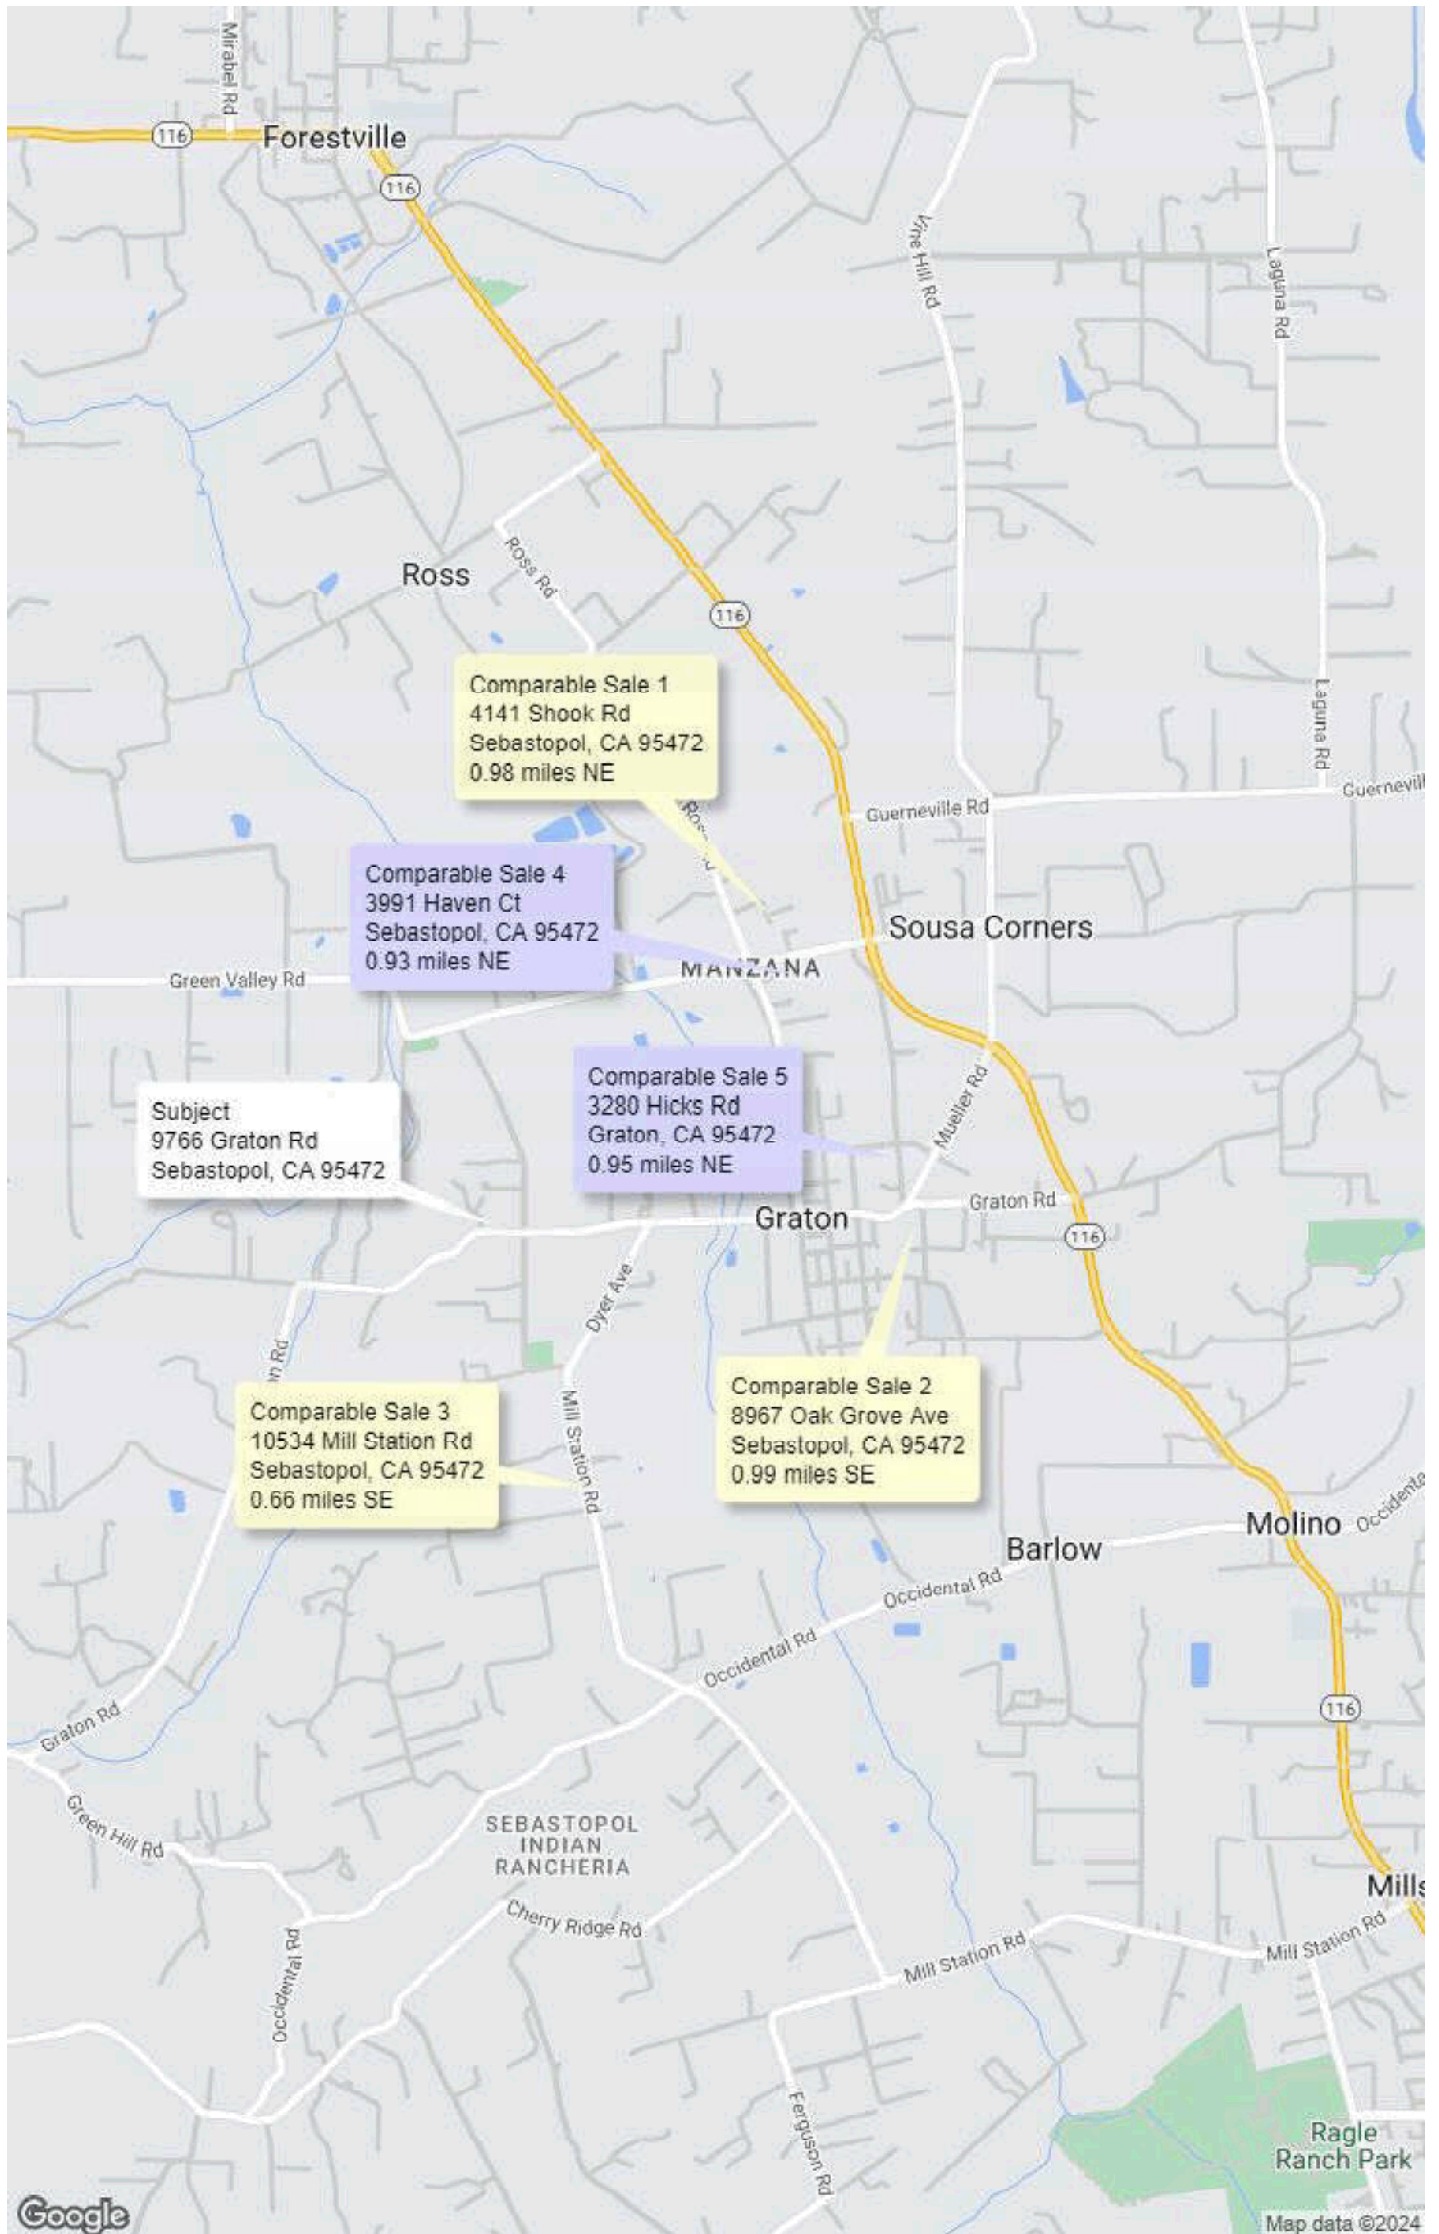 Mirabel Rd
116
Forestville
116
Vine Hill Rd
Laguna Rd
Ross Rd
Ross
116
Comparable Sale 1
4141 Shook Rd
Sebastopol, CA 95472
0.98 miles NE
Laguna Rd
Guerneville Rd
Comparable Sale 4
3991 Haven Ct
Sebastopol, CA 95472
0.93 miles NE
Sousa Corners
MANZANA
Green Valley Rd
Comparable Sale 5
3280 Hicks Rd
Graton, CA 95472
0.95 miles NE
Mueller Rd
Subject
9766 Graton Rd
Sebastopol, CA 95472
Graton Rd
Graton
116
Dyer Ave
Comparable Sale 3
10534 Mill Station Rd
Sebastopol, CA 95472
0.66 miles SE
Mill Station Rd
Comparable Sale 2
8967 Oak Grove Ave
Sebastopol, CA 95472
0.99 miles SE
Molino
Barlow
Occidental Rd
Occidental Rd
Graton Rd
116
Green Hill Rd
SEBASTOPOL
INDIAN
RANCHERIA
Cherry Ridge Rd
Occidental Rd
Mill Station Rd
Mill Station Rd
Ferguson Rd
Ragle
Ranch Park
Google
Map data ©2024